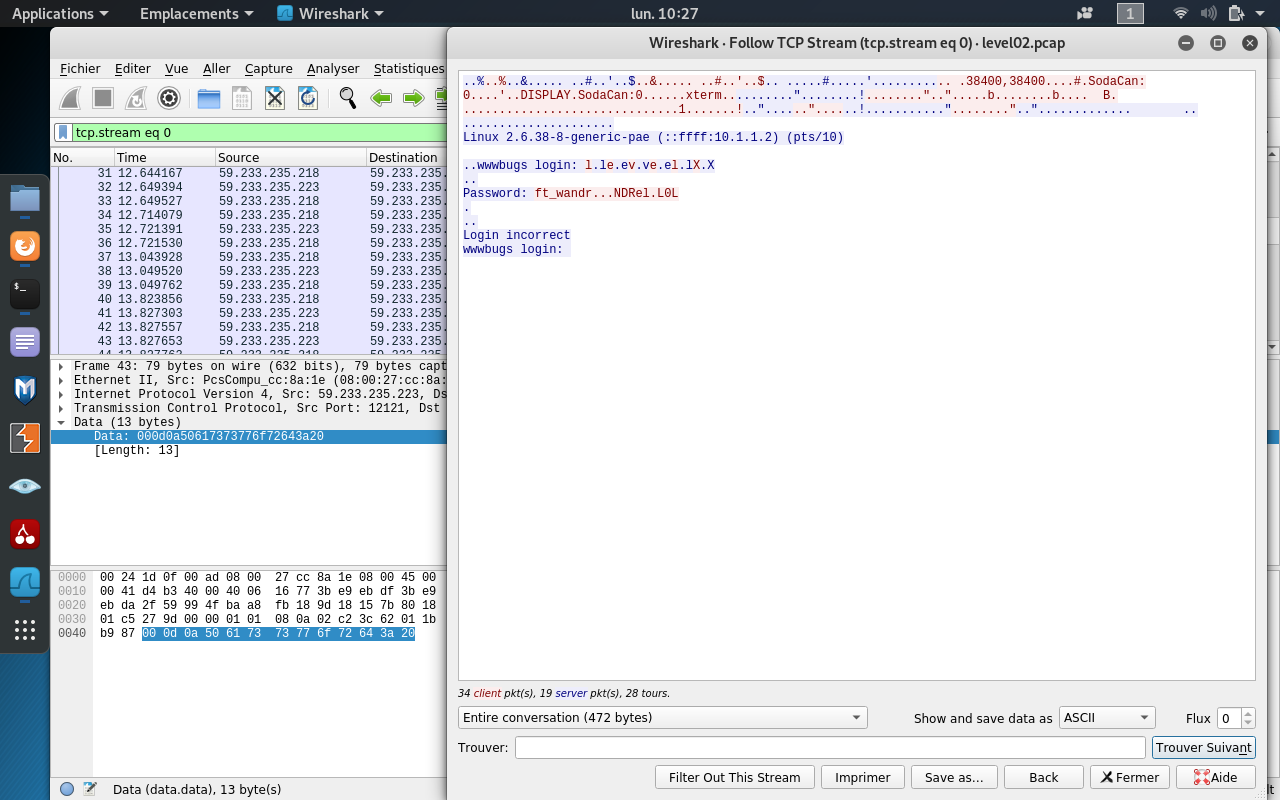 Applications Emplacements Wireshark lun. 10:27 1
Wireshark · Follow TCP Stream (tcp.stream eq 0) · level02.pcap
Fichier Editer Vue Aller Capture Analyser Statistiques
tcp.stream eq 0
No. Time Source Destination
31 12.644167 59.233.235.218 59.233.235.
32 12.649394 59.233.235.223 59.233.235.
33 12.649527 59.233.235.218 59.233.235.
34 12.714079 59.233.235.218 59.233.235.
35 12.721391 59.233.235.223 59.233.235.
36 12.721530 59.233.235.218 59.233.235.
37 13.043928 59.233.235.218 59.233.235.
38 13.049520 59.233.235.223 59.233.235.
39 13.049762 59.233.235.218 59.233.235.
40 13.823856 59.233.235.218 59.233.235.
41 13.827303 59.233.235.223 59.233.235.
42 13.827557 59.233.235.218 59.233.235.
43 13.827653 59.233.235.223 59.233.235.
Frame 43: 79 bytes on wire (632 bits), 79 bytes capt
Ethernet II, Src: PcsCompu_cc:8a:1e (08:00:27:cc:8a:
Internet Protocol Version 4, Src: 59.233.235.223, Ds
Transmission Control Protocol, Src Port: 12121, Dst
Data (13 bytes)
Data: 000d0a50617373776f72643a20
[Length: 13]
0000 00 24 1d 0f 00 ad 08 00 27 cc 8a 1e 08 00 45 00
0010 00 41 d4 b3 40 00 40 06 16 77 3b e9 eb df 3b e9
0020 eb da 2f 59 99 4f ba a8 fb 18 9d 18 15 7b 80 18
0030 01 c5 27 9d 00 00 01 01 08 0a 02 c2 3c 62 01 1b
0040 b9 87 00 0d 0a 50 61 73 73 77 6f 72 64 3a 20
Data (data.data), 13 byte(s)
..%..%..&..... ..#..'..$..&...... ..#..'..$.. .....#.....'........... .38400,38400....#.SodaCan:
0....'..DISPLAY.SodaCan:0......xterm.........."........!........"..".....b........b.... B.
..............................1.......!.."......".....!..........."........"..".............  ..
.....................
Linux 2.6.38-8-generic-pae (::ffff:10.1.1.2) (pts/10)
..wwwbugs login: l.le.ev.ve.el.lX.X
..
Password: ft_wandr...NDRel.L0L
.
..
Login incorrect
wwwbugs login:
34 client pkt(s), 19 server pkt(s), 28 tours.
Entire conversation (472 bytes) Show and save data as ASCII Flux 0
Trouver: Trouver Suivant
Filter Out This Stream Imprimer Save as... Back Fermer Aide